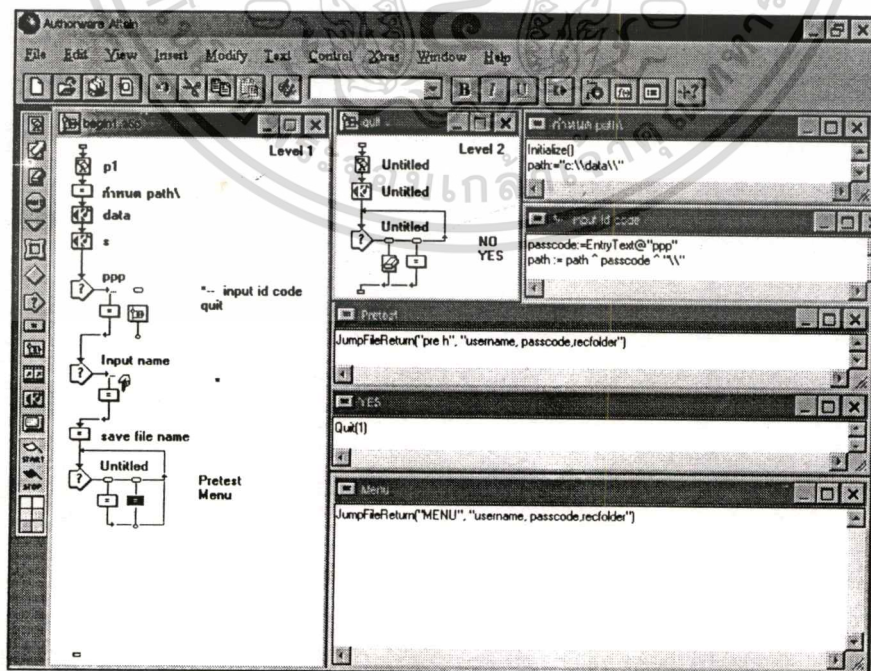 Authorware Attain
File Edit View Insert Modify Text Control Xtras Window Help
B I U
begin1.a5p
Level 1
p1
กำหนด path\
data
s
ppp
*-- input id code
quit
Input name
*
save file name
Untitled
Pretest
Menu
START
STOP
quit
Level 2
Untitled
Untitled
Untitled
NO
YES
กำหนด path\
Initialize()
path:="c:\\data\\"
*-- input id code
passcode:=EntryText@"ppp"
path := path ^ passcode ^ "\\"
Pretest
JumpFileReturn("pre h", "username, passcode,recfolder")
YES
Quit(1)
Menu
JumpFileReturn("MENU", "username, passcode,recfolder")